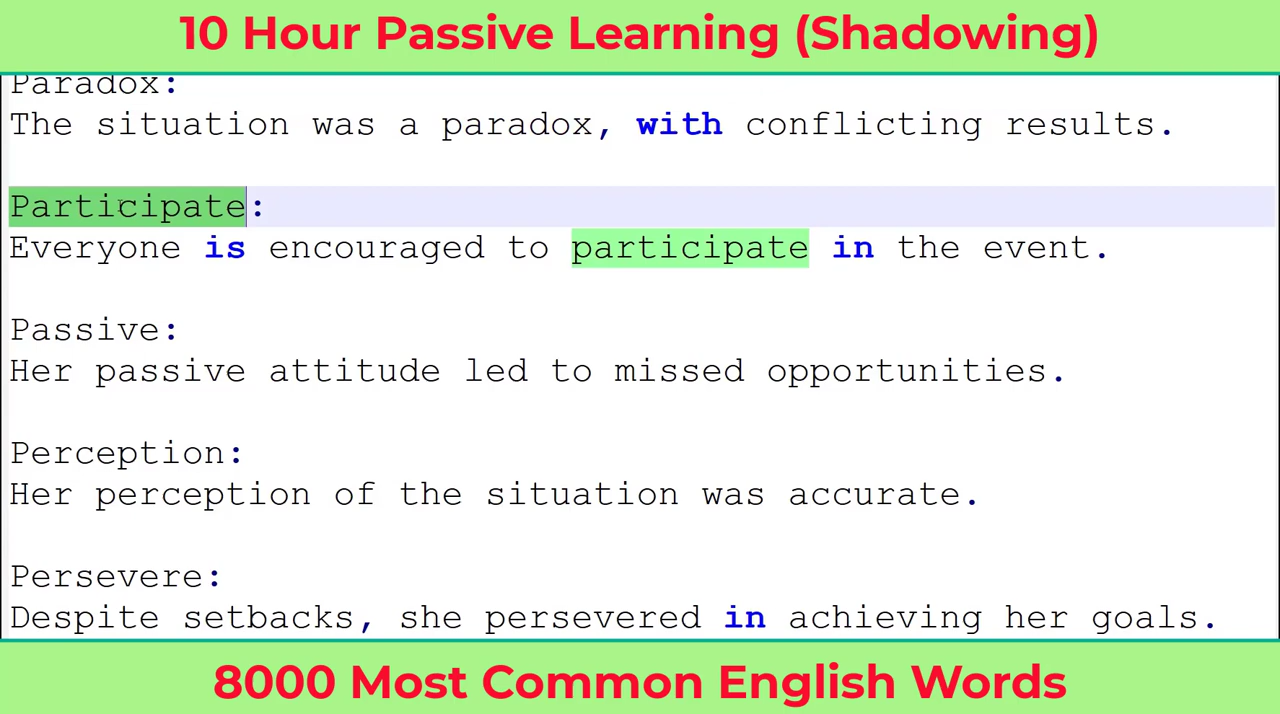 10 Hour Passive Learning (Shadowing)
Paradox:
The situation was a paradox, with conflicting results.
Participate:
Everyone is encouraged to participate in the event.
Passive:
Her passive attitude led to missed opportunities.
Perception:
Her perception of the situation was accurate.
Persevere:
Despite setbacks, she persevered in achieving her goals.
8000 Most Common English Words